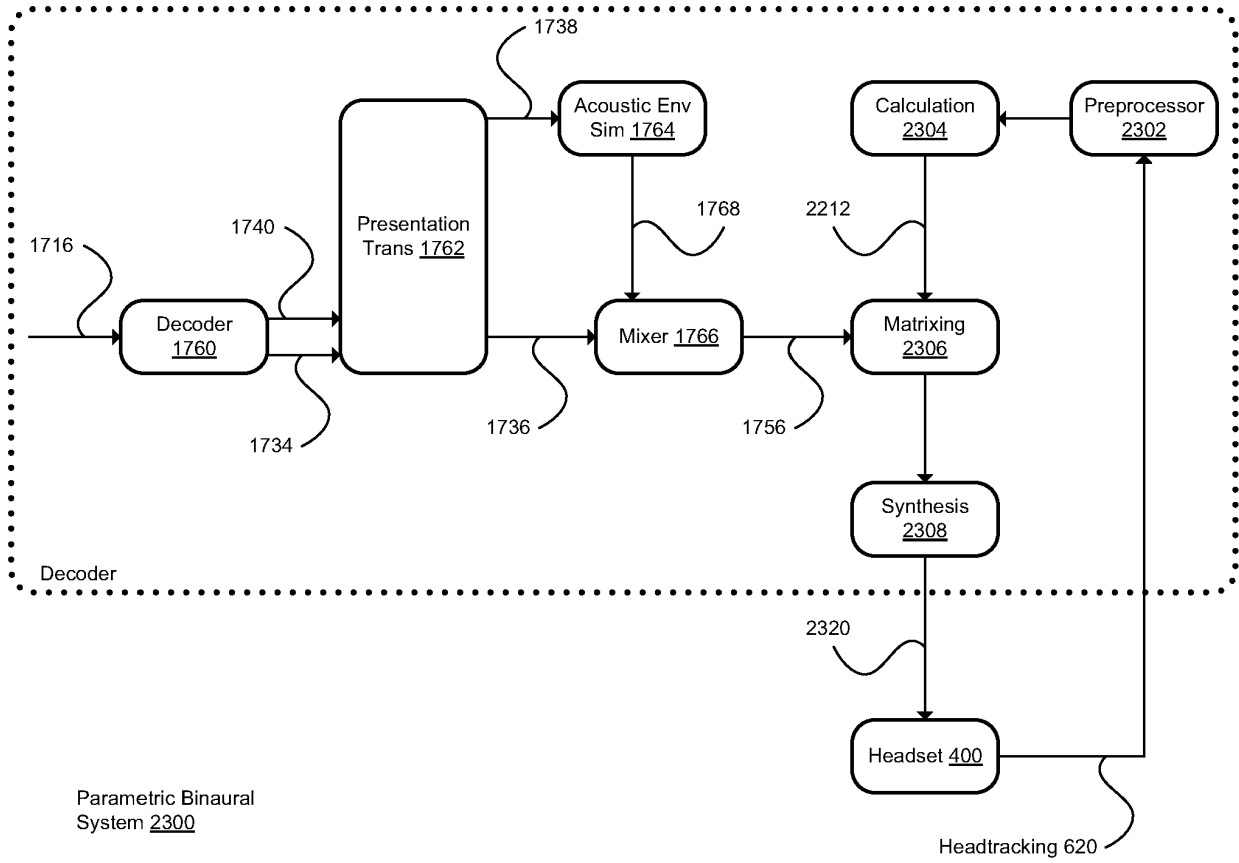 1738
Acoustic Env
Sim 1764
Calculation
2304
Preprocessor
2302
1740
Presentation
Trans 1762
1768
2212
1716
Decoder
1760
Mixer 1766
Matrixing
2306
1734
1736
1756
Synthesis
2308
Decoder
2320
Headset 400
Parametric Binaural
System 2300
Headtracking 620